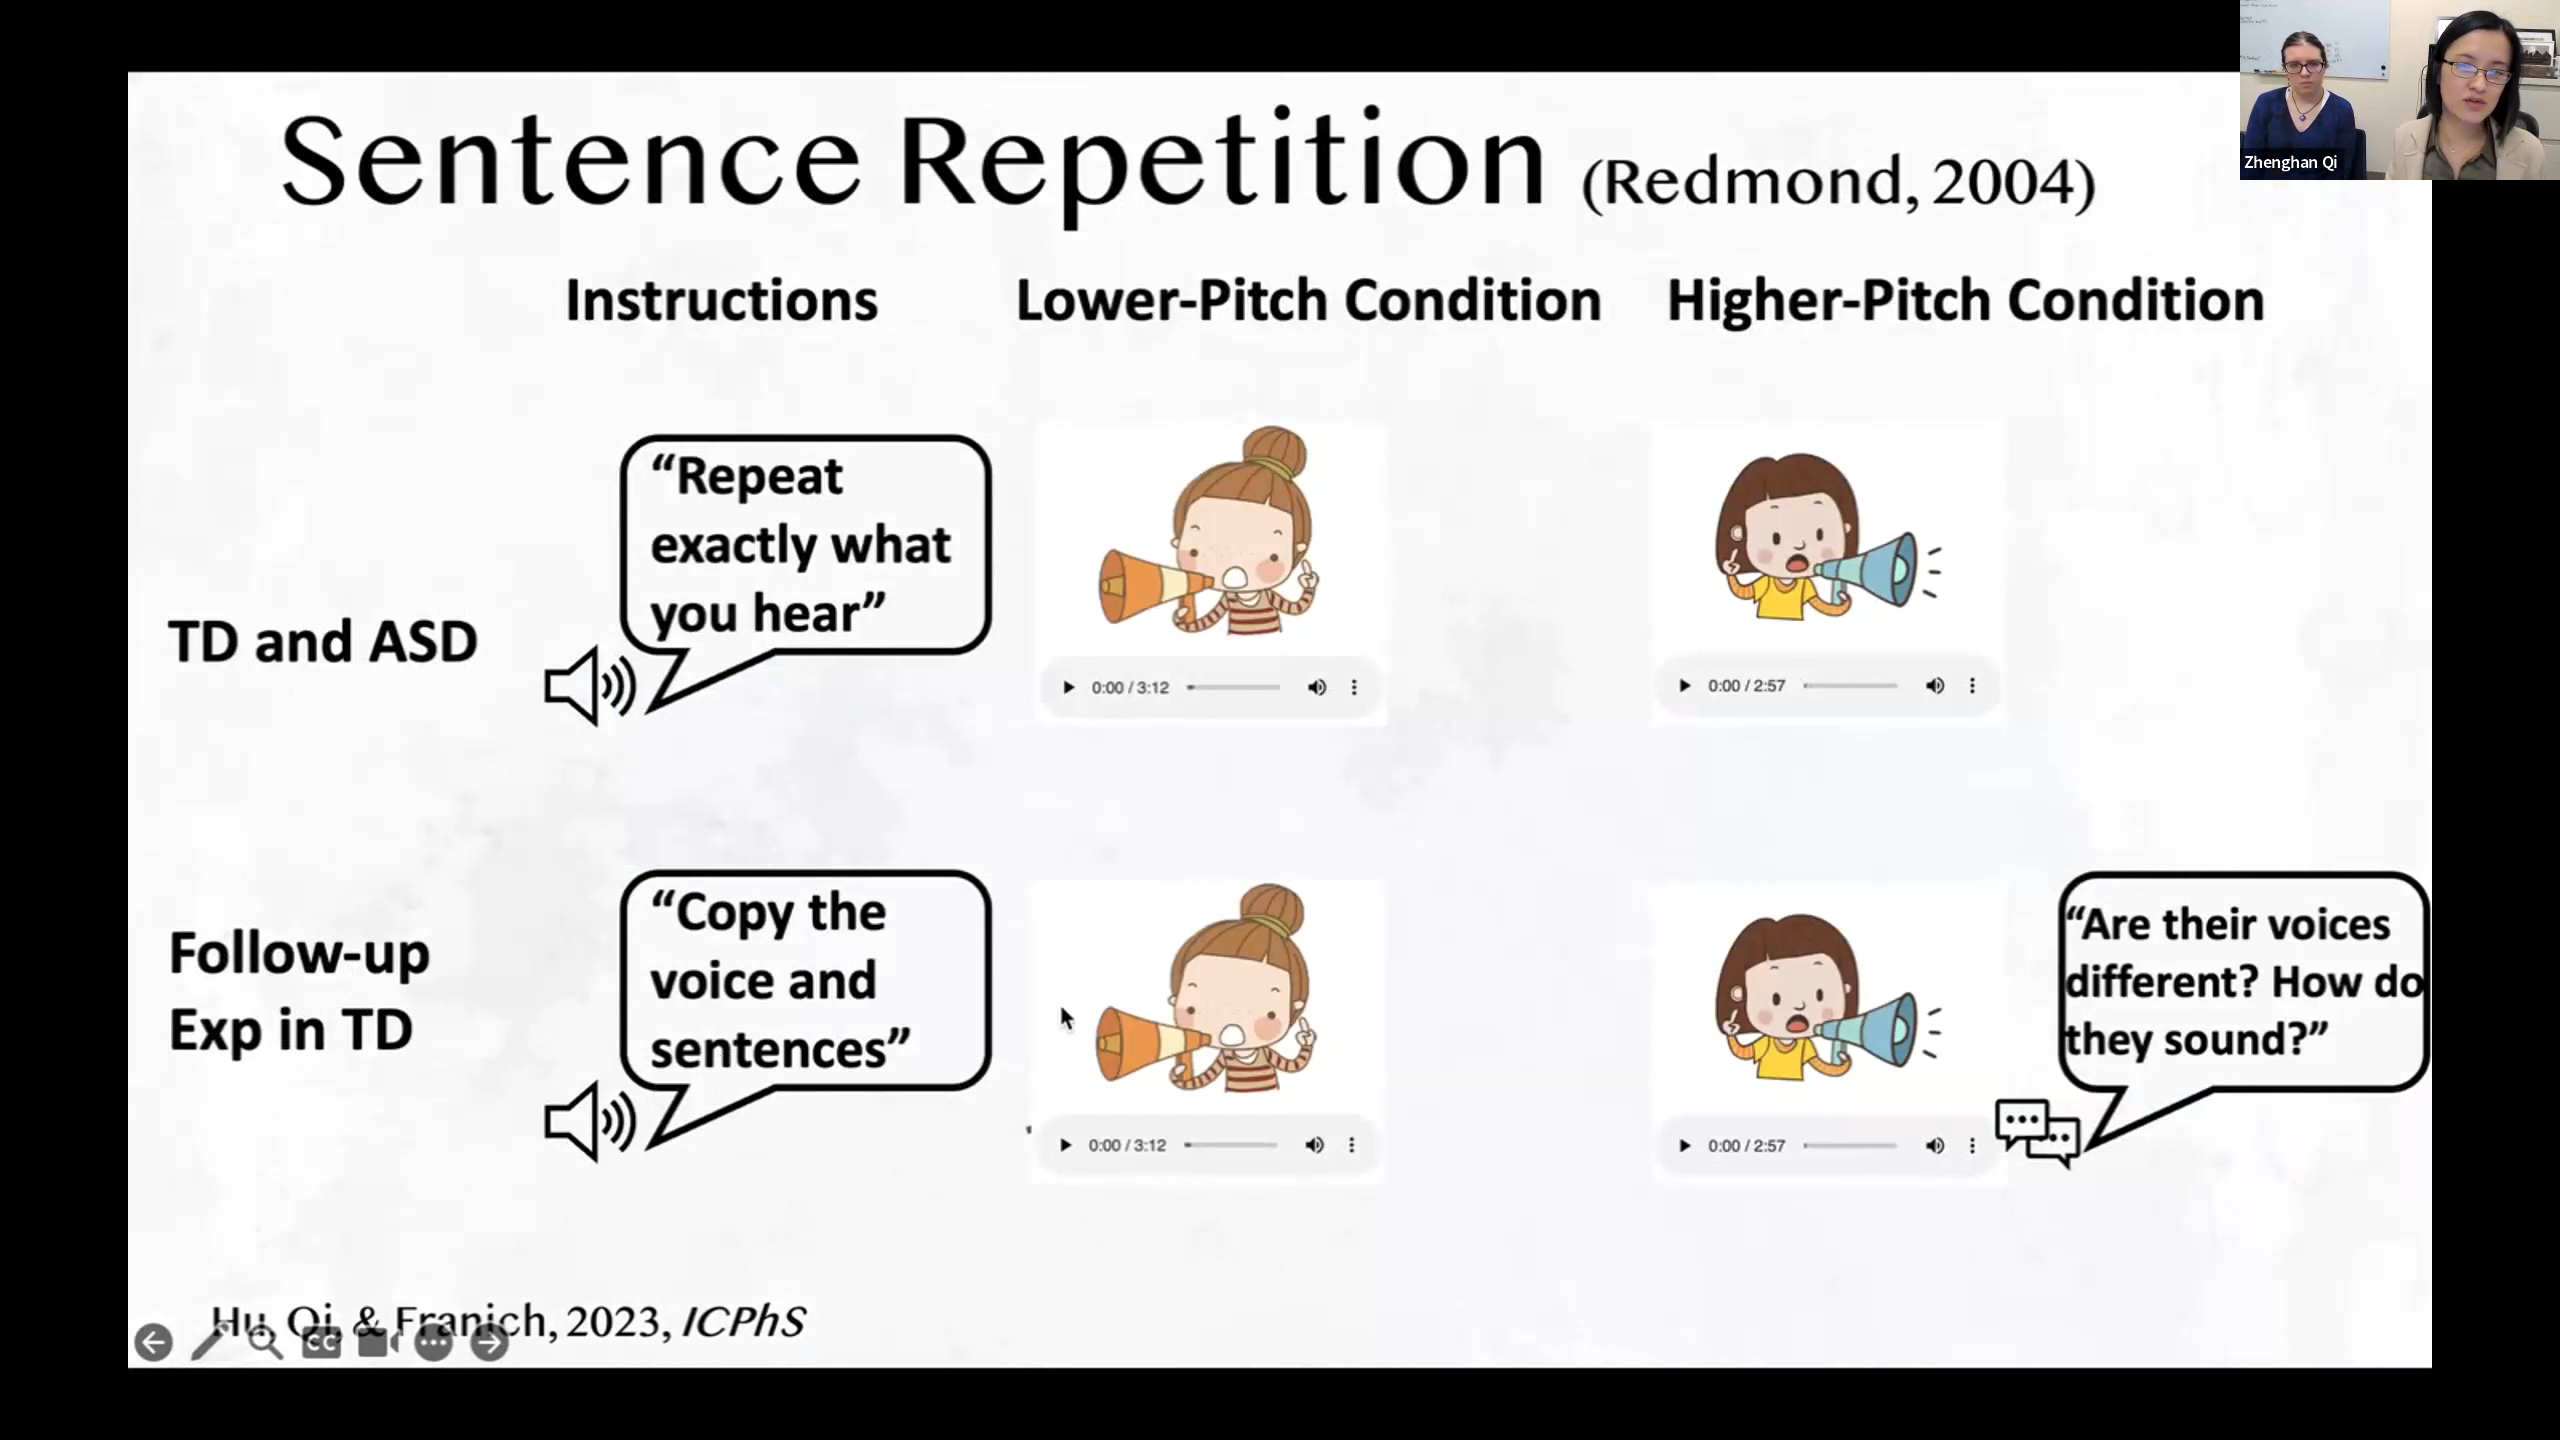 Sentence Repetition (Redmond, 2004)
Zhenghan Qi
Instructions
Lower-Pitch Condition
Higher-Pitch Condition
TD and ASD
“Repeat
exactly what
you hear”
0:00 / 3:12
0:00 / 2:57
Follow-up
Exp in TD
“Copy the
voice and
sentences”
0:00 / 3:12
0:00 / 2:57
“Are their voices
different? How do
they sound?”
Hu, Qi, & Franich, 2023, ICPhS
CC